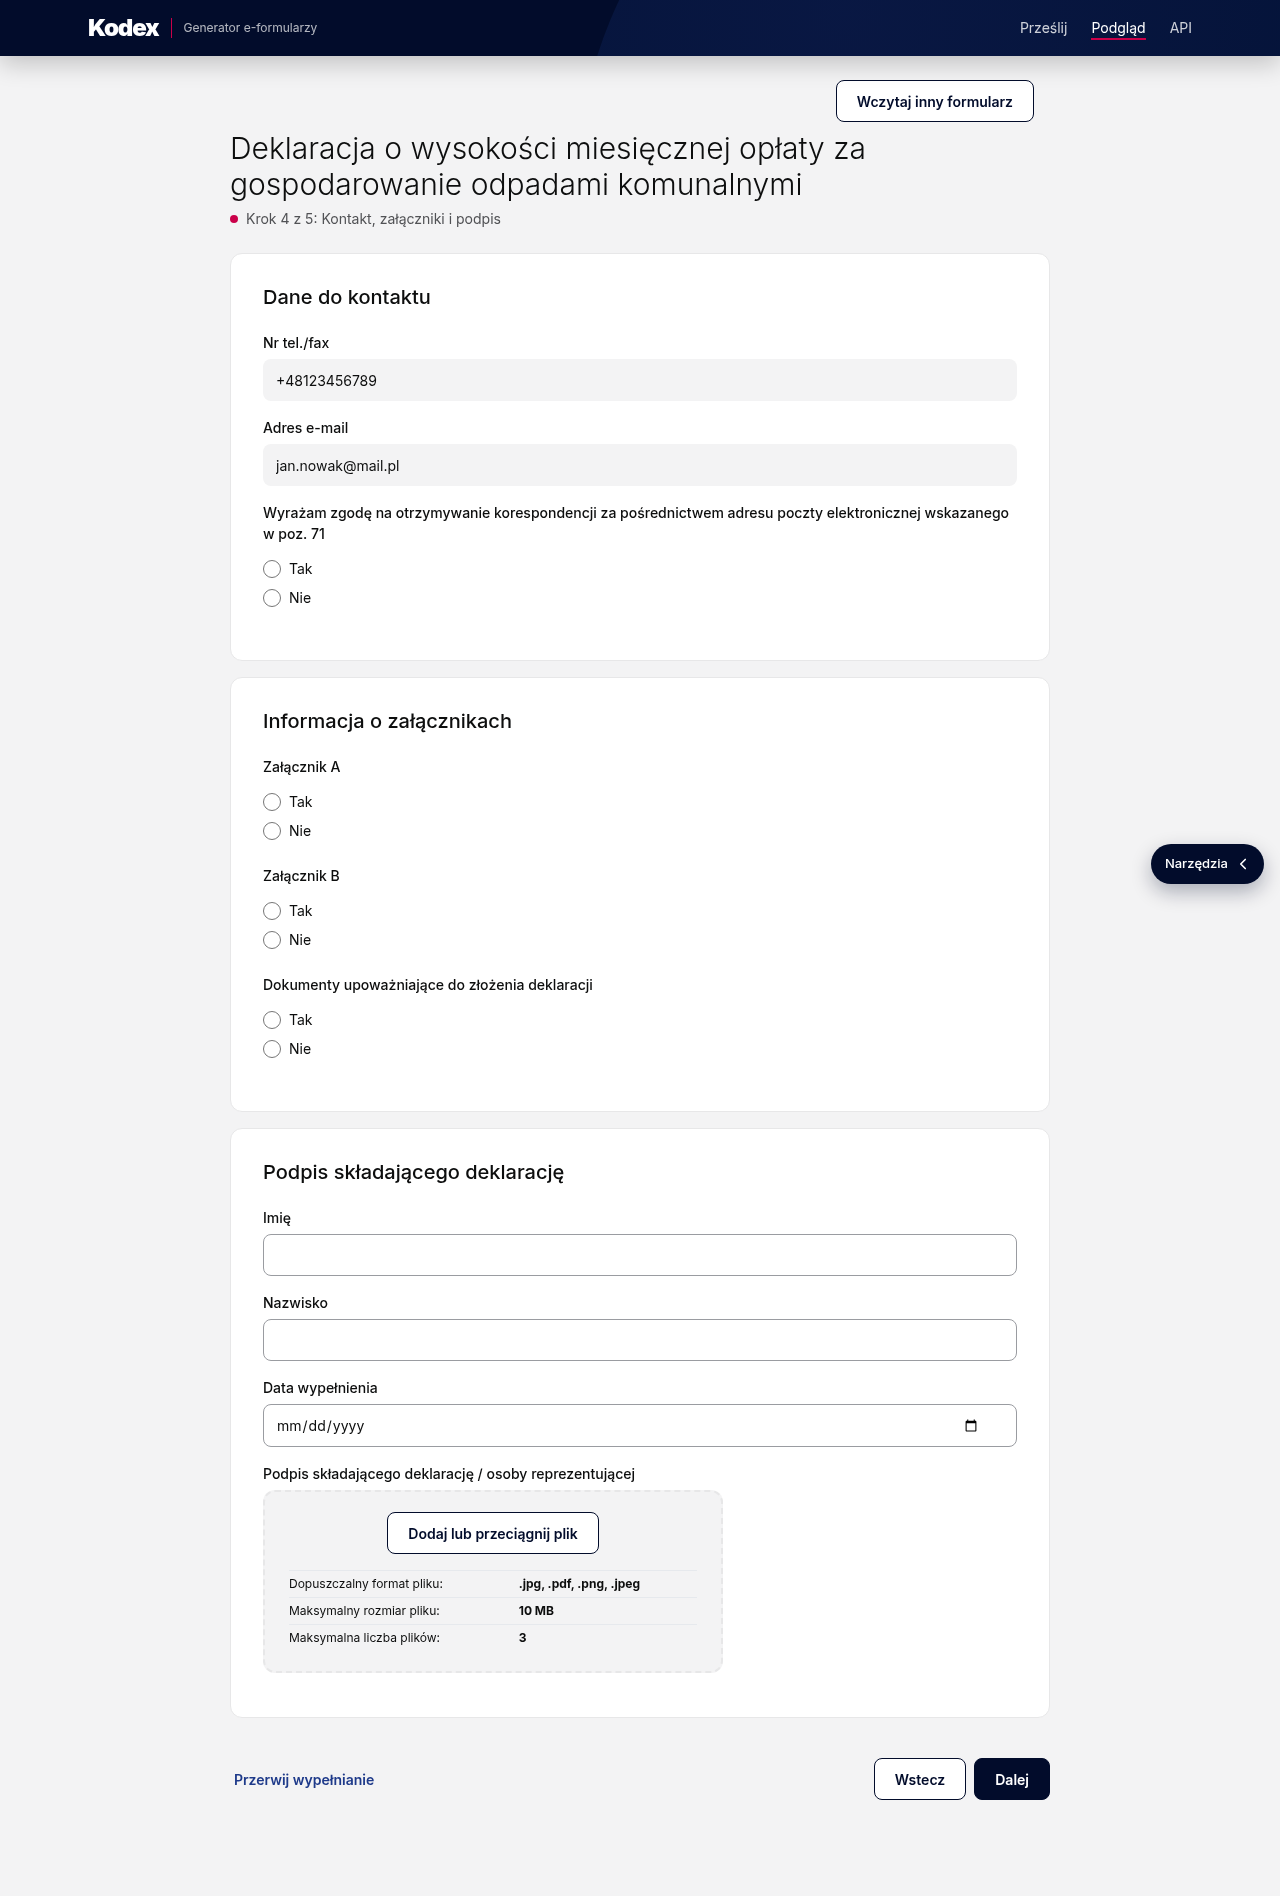 Kodex
Generator e-formularzy
Prześlij
Podgląd
API
Wczytaj inny formularz
Deklaracja o wysokości miesięcznej opłaty za
gospodarowanie odpadami komunalnymi
Krok 4 z 5: Kontakt, załączniki i podpis
Dane do kontaktu
Nr tel./fax
+48123456789
Adres e-mail
jan.nowak@mail.pl
Wyrażam zgodę na otrzymywanie korespondencji za pośrednictwem adresu poczty elektronicznej wskazanego
w poz. 71
Tak
Nie
Informacja o załącznikach
Załącznik A
Tak
Nie
Załącznik B
Tak
Nie
Dokumenty upoważniające do złożenia deklaracji
Tak
Nie
Narzędzia
Podpis składającego deklarację
Imię
Nazwisko
Data wypełnienia
mm/dd/yyyy
Podpis składającego deklarację / osoby reprezentującej
Dodaj lub przeciągnij plik
Dopuszczalny format pliku: .jpg, .pdf, .png, .jpeg
Maksymalny rozmiar pliku: 10 MB
Maksymalna liczba plików: 3
Przerwij wypełnianie
Wstecz
Dalej